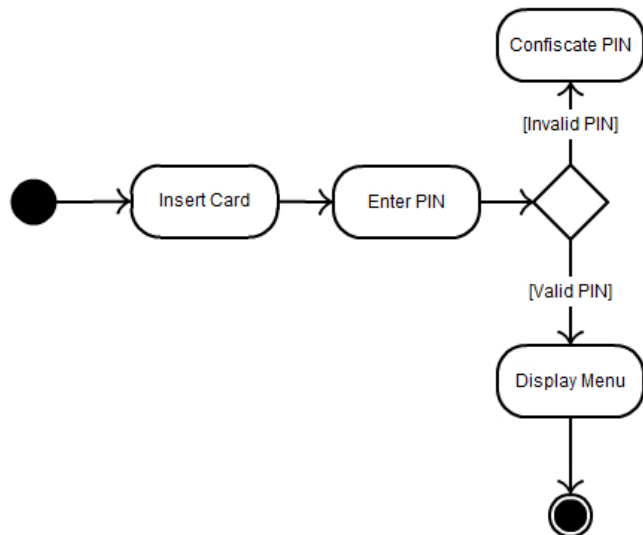 Confiscate PIN
[Invalid PIN]
Insert Card
Enter PIN
[Valid PIN]
Display Menu